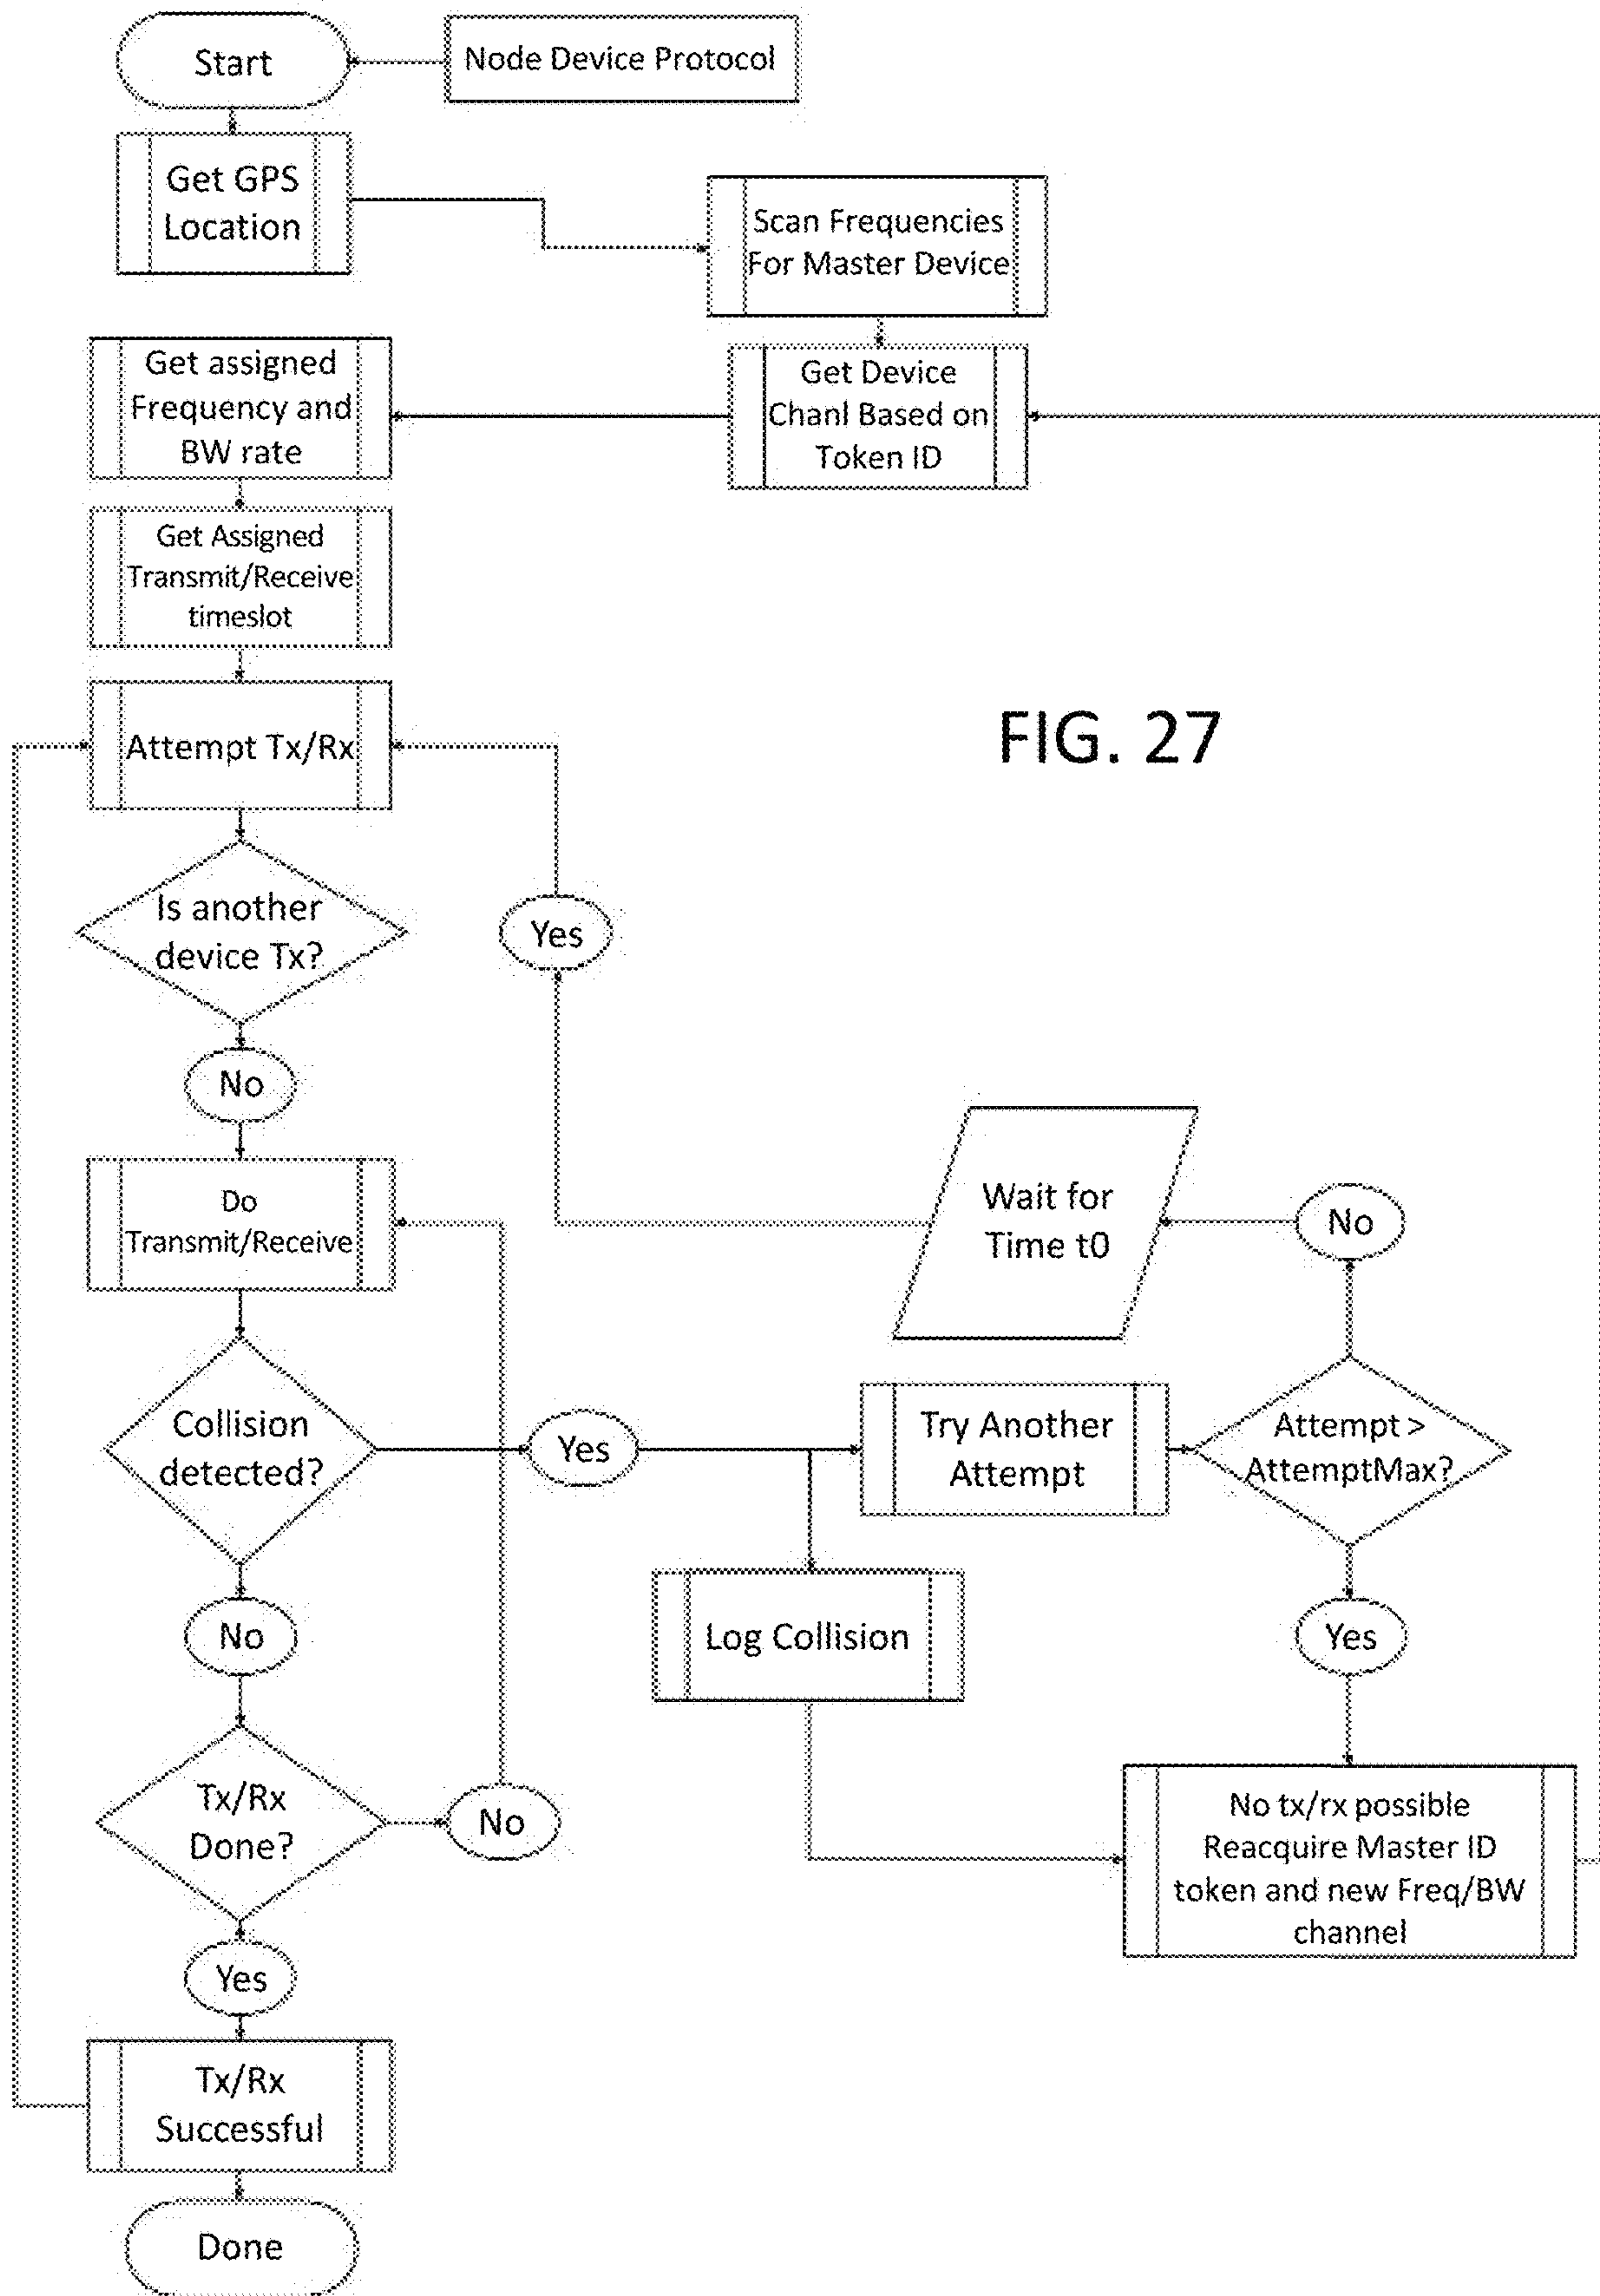 Start
Node Device Protocol
Get GPS
Location
Scan Frequencies
For Master Device
Get assigned
Frequency and
BW rate
Get Device
Chanl Based on
Token ID
Get Assigned
Transmit/Receive
timeslot
Attempt Tx/Rx
FIG. 27
Is another
device Tx?
Yes
No
Do
Transmit/Receive
Wait for
Time t0
No
Collision
detected?
Yes
Try Another
Attempt
Attempt >
AttemptMax?
No
Log Collision
Yes
Tx/Rx
Done?
No
No tx/rx possible
Reacquire Master ID
token and new Freq/BW
channel
Yes
Tx/Rx
Successful
Done